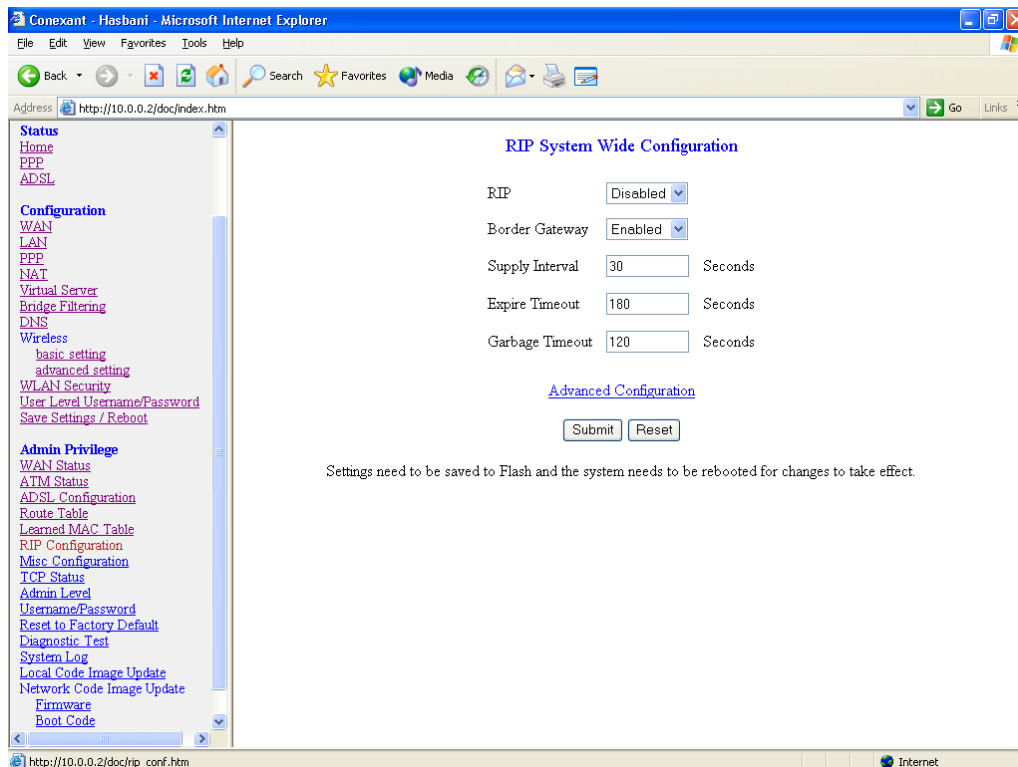 Conexant - Hasbani - Microsoft Internet Explorer
File Edit View Favorites Tools Help
Back Search Favorites Media
Address http://10.0.0.2/doc/index.htm Go Links
Status
Home
PPP
ADSL
Configuration
WAN
LAN
PPP
NAT
Virtual Server
Bridge Filtering
DNS
Wireless
basic setting
advanced setting
WLAN Security
User Level Username/Password
Save Settings / Reboot
Admin Privilege
WAN Status
ATM Status
ADSL Configuration
Route Table
Learned MAC Table
RIP Configuration
Misc Configuration
TCP Status
Admin Level
Username/Password
Reset to Factory Default
Diagnostic Test
System Log
Local Code Image Update
Network Code Image Update
Firmware
Boot Code
RIP System Wide Configuration
RIP Disabled
Border Gateway Enabled
Supply Interval 30 Seconds
Expire Timeout 180 Seconds
Garbage Timeout 120 Seconds
Advanced Configuration
Submit Reset
Settings need to be saved to Flash and the system needs to be rebooted for changes to take effect.
http://10.0.0.2/doc/rip_conf.htm Internet